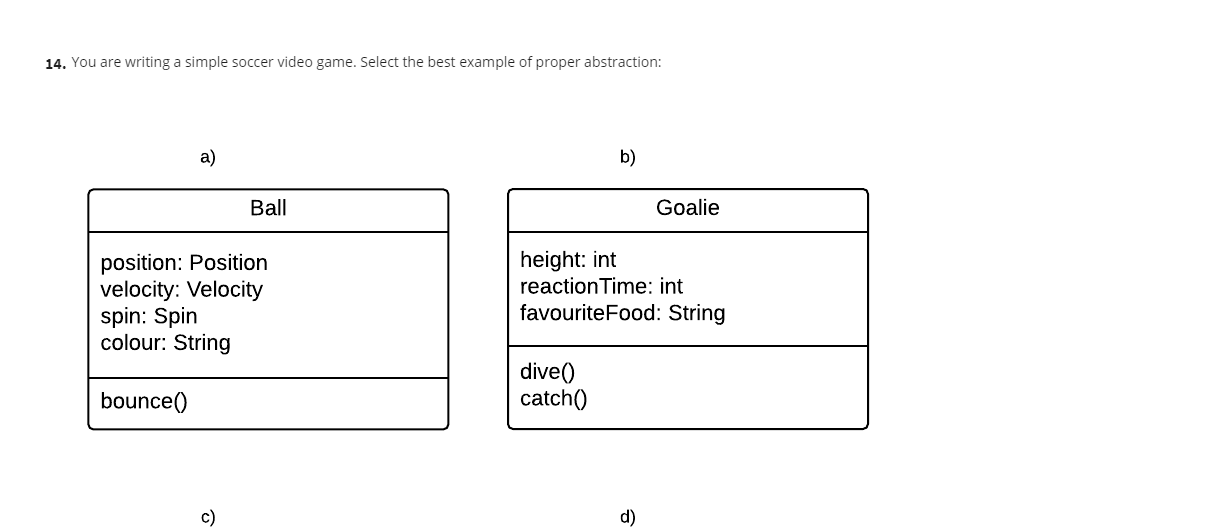 14. You are writing a simple soccer video game. Select the best example of proper abstraction:
a)
b)
Ball
position: Position
velocity: Velocity
spin: Spin
colour: String
bounce()
Goalie
height: int
reactionTime: int
favouriteFood: String
dive()
catch()
c)
d)